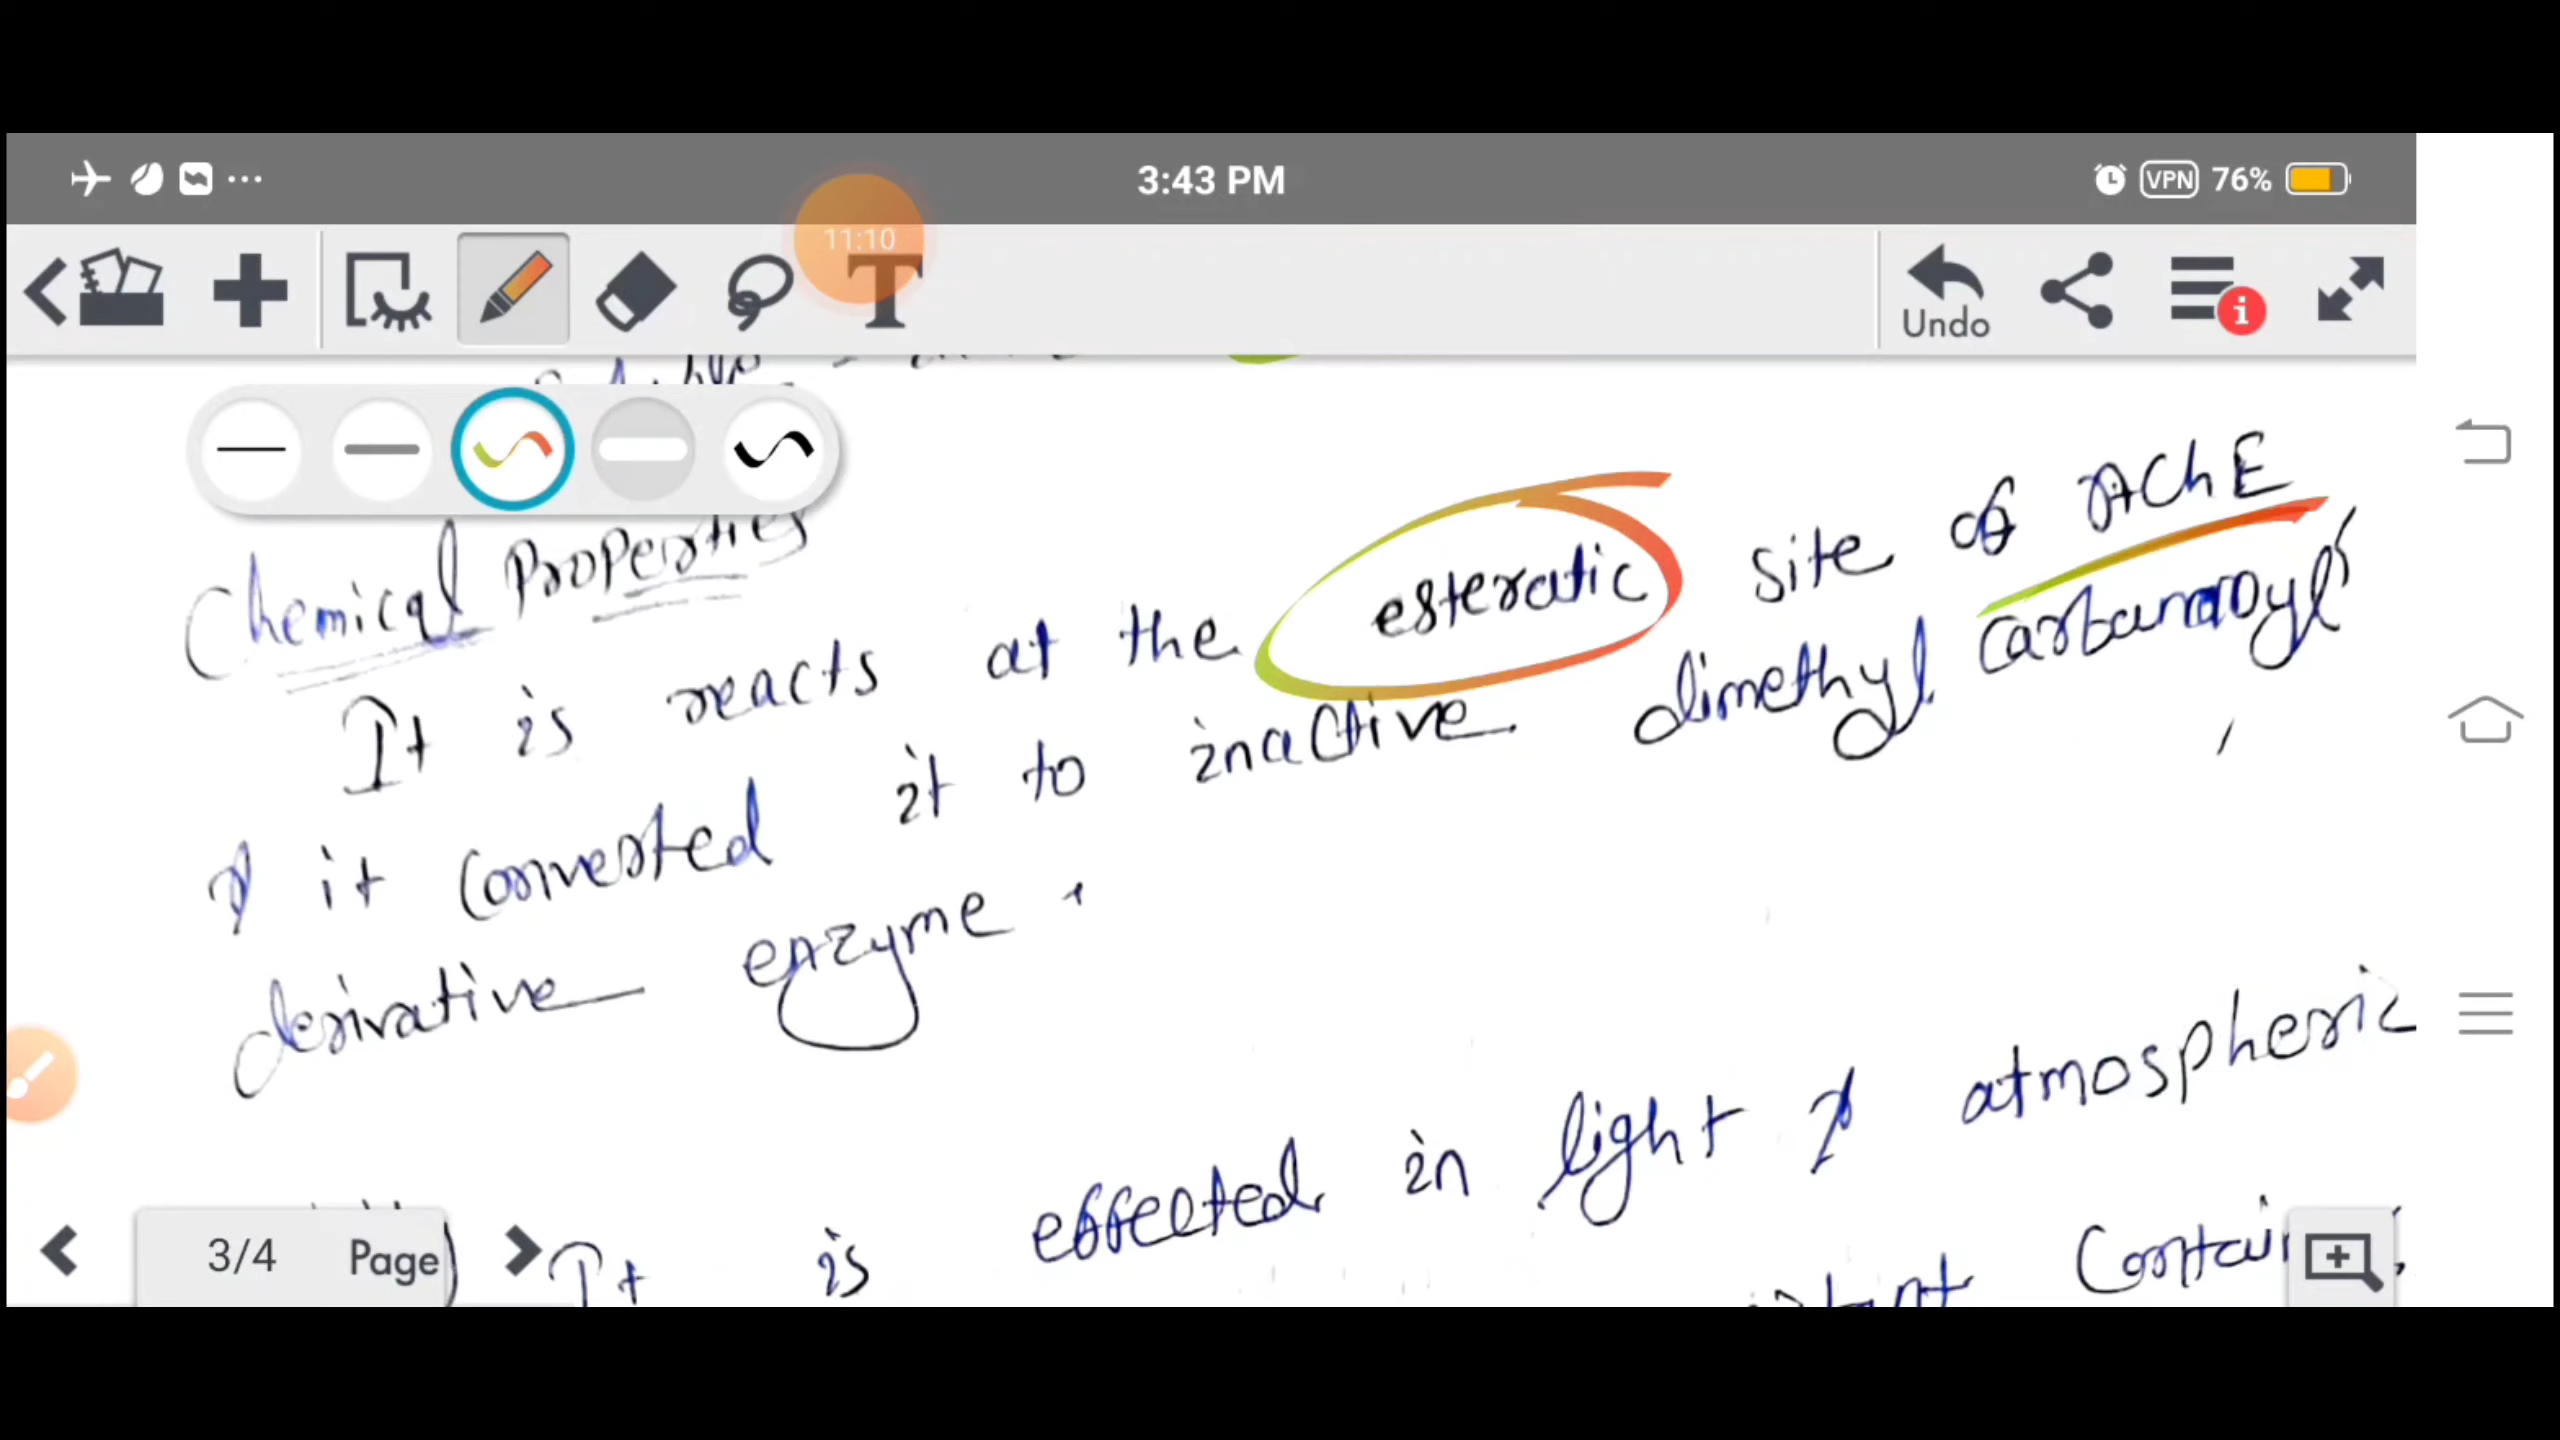 3:43 PM
VPN 76%
11:10
T
Undo
Chemical Properties
It is reacts at the esteratic site of AChE
& it converted it to inactive dimethyl carbamoyl
derivative enzyme.
It is effected in light & atmospheric
3/4 Page